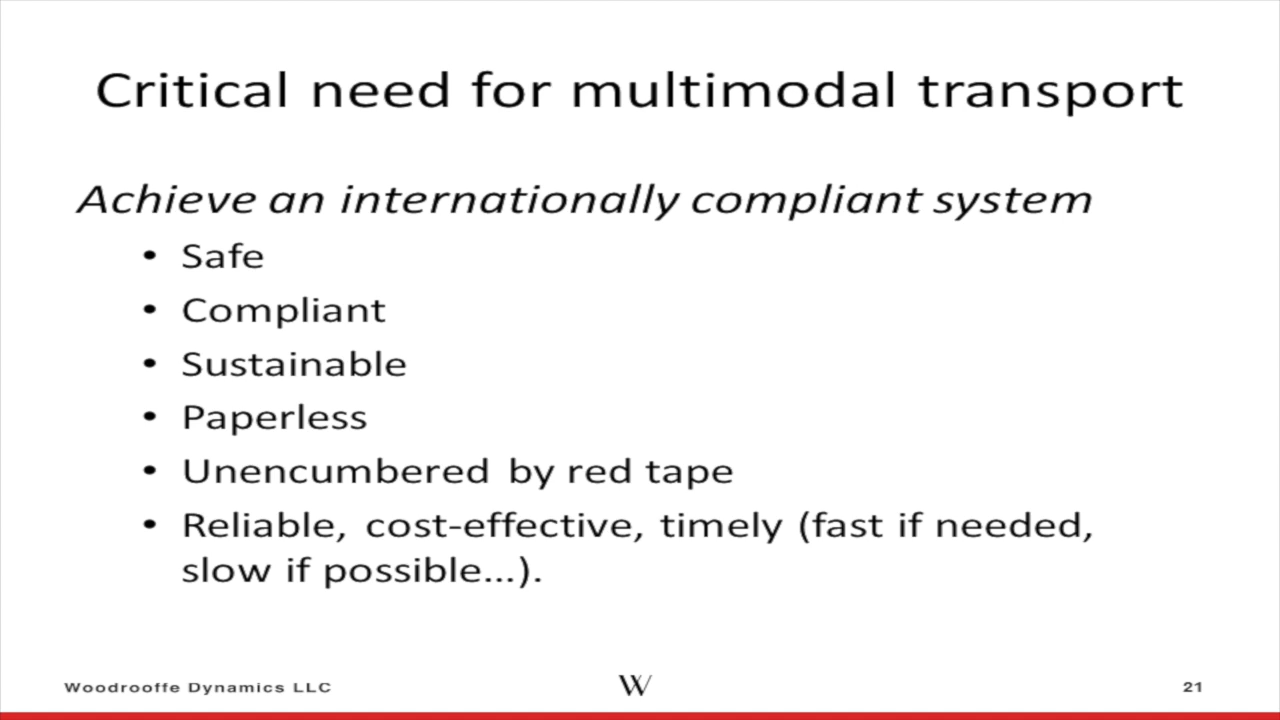 Critical need for multimodal transport
Achieve an internationally compliant system
• Safe
• Compliant
• Sustainable
• Paperless
• Unencumbered by red tape
• Reliable, cost-effective, timely (fast if needed,
slow if possible...).
Woodrooffe Dynamics LLC
W
21